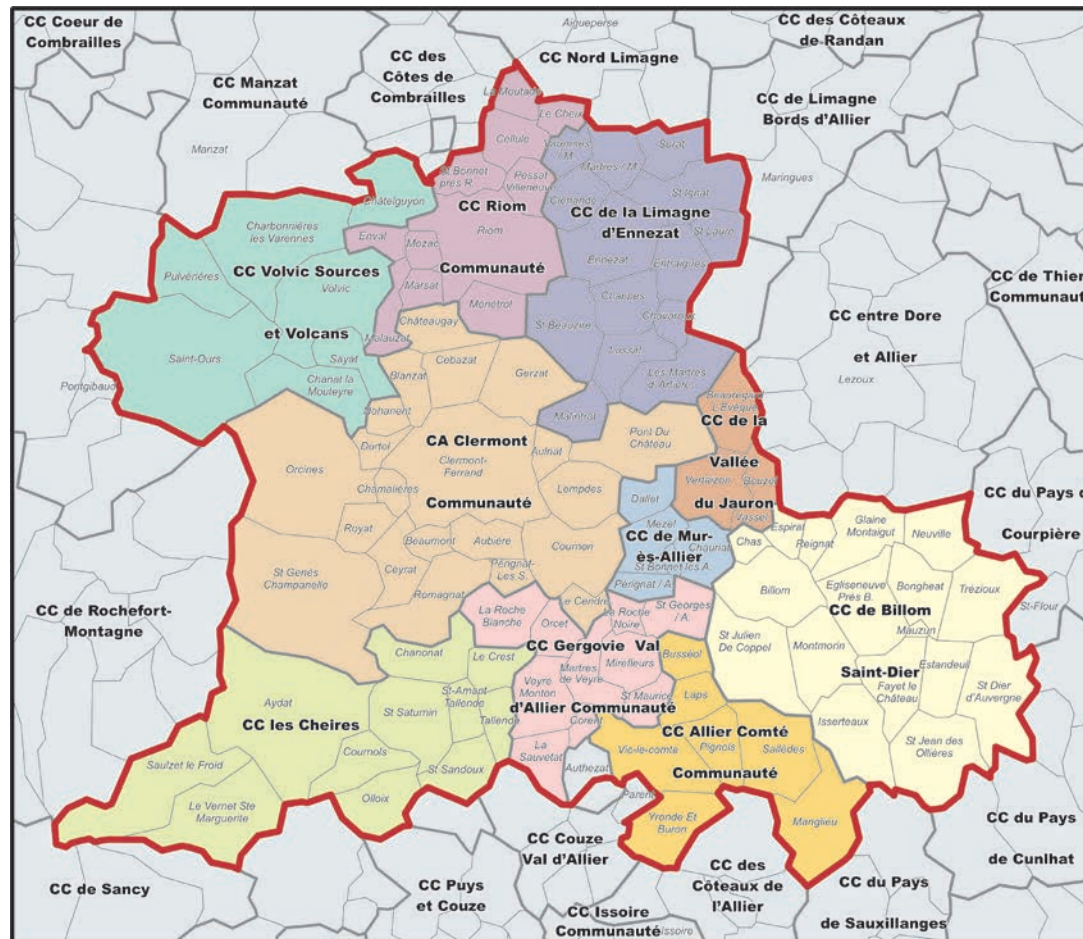 CC Coeur de
Combrailles
CC Manzat
Communauté
Manzat
CC des
Côtes de
Combrailles
Aigueperse
CC Nord Limagne
CC des Côteaux
de Randan
CC de Limagne
Bords d'Allier
Maringues
La Moutade
Le Cheix
Cellule
St Bonnet
près R.
Pessat
Villeneuve
CC Riom
Riom
Communauté
Enval
Mozac
Marsat
Ménétrol
Malauzat
Varennes
/ M.
Martres / M.
Surat
St Ignat
Clerlande
CC de la Limagne
d'Ennezat
St Laure
Ennezat
Entraigues
Chappes
Chavaroux
St Beauzire
Lussat
Les Martres
d'Artière
Malintrat
Châtelguyon
Charbonnières
les Varennes
CC Volvic Sources
Volvic
et Volcans
Pulvérières
Saint-Ours
Sayat
Chanat la
Mouteyre
Pontgibaud
CC de Thiers
Communauté
CC entre Dore
et Allier
Lezoux
Châteaugay
Cébazat
Blanzat
Gerzat
Nohanent
Durtol
CA Clermont
Clermont-
Ferrand
Communauté
Aulnat
Pont Du
Château
Lempdes
Orcines
Chamalières
Royat
Beaumont
Aubière
Cournon
Ceyrat
Pérignat-
Les S.
Romagnat
St Genés
Champanelle
Le Cendre
Beauregard
L'Evêque
CC de la
Vallée
Vertaizon
Bouzel
du Jauron
Vassel
Dallet
Mezel
CC de Mur-
ès-Allier
Chauriat
St Bonnet les A.
Pérignat / A.
CC du Pays de
Courpière
Espirat
Reignat
Glaine
Montaigut
Neuville
Chas
Billom
Egliseneuve
Près B.
Bongheat
Trézioux
CC de Billom
Mauzun
St Julien
De Coppel
Montmorin
Saint-Dier
Estandeuil
Fayet le
Château
St Dier
d'Auvergne
Isserteaux
St Jean des
Ollières
St-Flour
CC de Rochefort-
Montagne
La Roche
Blanche
Orcet
La Roche
Noire
St Georges
/ A.
CC Gergovie Val
Martres
de Veyre
Mirefleurs
Veyre
Monton
d'Allier Communauté
St Maurice
Corent
La
Sauvetat
Authezat
Chanonat
Le Crest
St-Amant
Tallende
Tallende
St Saturnin
Aydat
CC les Cheires
Cournols
St Sandoux
Saulzet le Froid
Olloix
Le Vernet Ste
Marguerite
Busséol
Laps
CC Allier Comté
Vic-le-comte
Pignols
Sallèdes
Communauté
Parent
Yronde Et
Buron
Manglieu
CC de Sancy
CC Puys
et Couze
CC Couze
Val d'Allier
CC Issoire
Communauté
Issoire
CC des
Côteaux de
l'Allier
CC du Pays
de Sauxillanges
CC du Pays
de Cunlhat